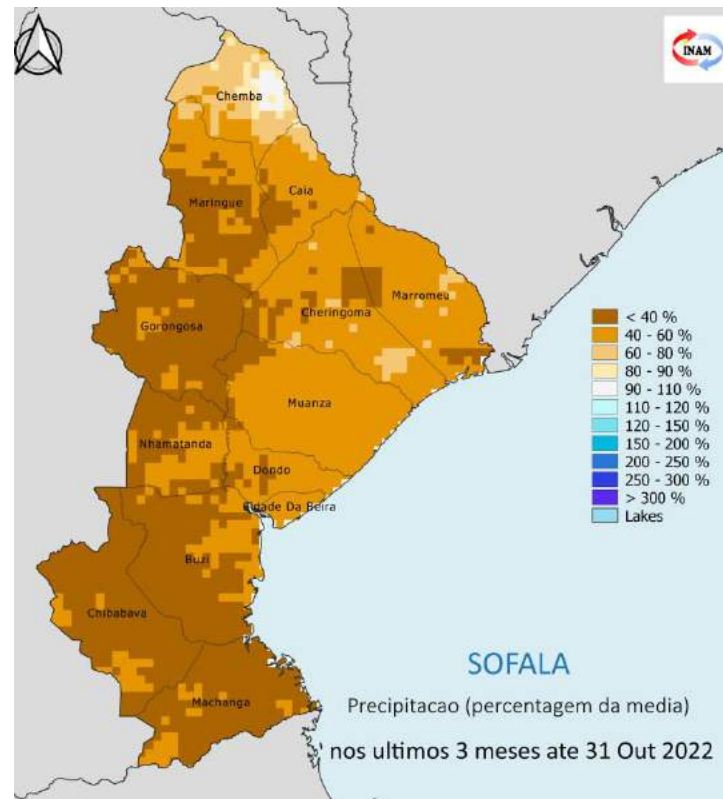 INAM
Chemba
Caia
Maringue
Marromeu
Cheringoma
Gorongosa
Muanza
Nhamatanda
Dondo
Cidade Da Beira
Buzi
Chibabava
Machanga
< 40 %
40 - 60 %
60 - 80 %
80 - 90 %
90 - 110 %
110 - 120 %
120 - 150 %
150 - 200 %
200 - 250 %
250 - 300 %
> 300 %
Lakes
SOFALA
Precipitacao (percentagem da media)
nos ultimos 3 meses ate 31 Out 2022